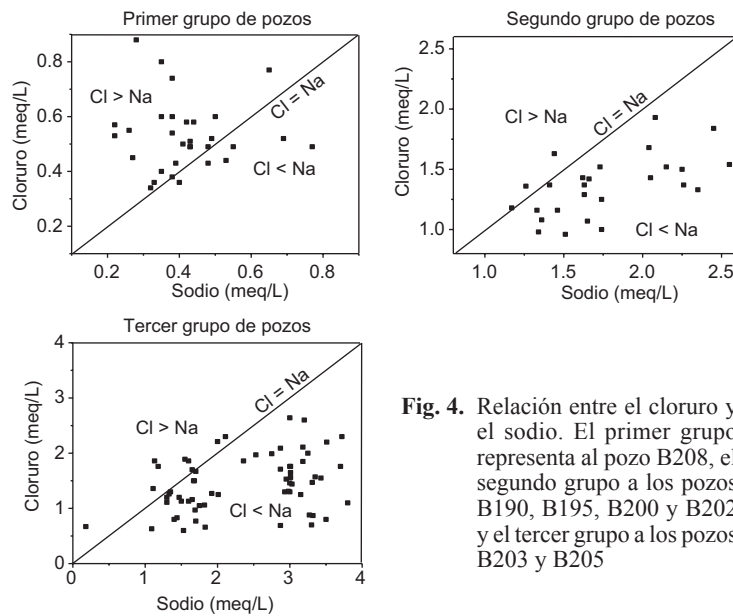 Primer grupo de pozos
Cloruro (meq/L)
0.8
0.6
0.4
0.2
Cl > Na
Cl = Na
Cl < Na
0.2 0.4 0.6 0.8
Sodio (meq/L)
Segundo grupo de pozos
Cloruro (meq/L)
2.5
2.0
1.5
1.0
Cl > Na
Cl = Na
Cl < Na
1.0 1.5 2.0 2.5
Sodio (meq/L)
Tercer grupo de pozos
Cloruro (meq/L)
4
3
2
1
0
Cl > Na
Cl = Na
Cl < Na
0 1 2 3 4
Sodio (meq/L)
Fig. 4. Relación entre el cloruro y
el sodio. El primer grupo
representa al pozo B208, el
segundo grupo a los pozos
B190, B195, B200 y B202
y el tercer grupo a los pozos
B203 y B205